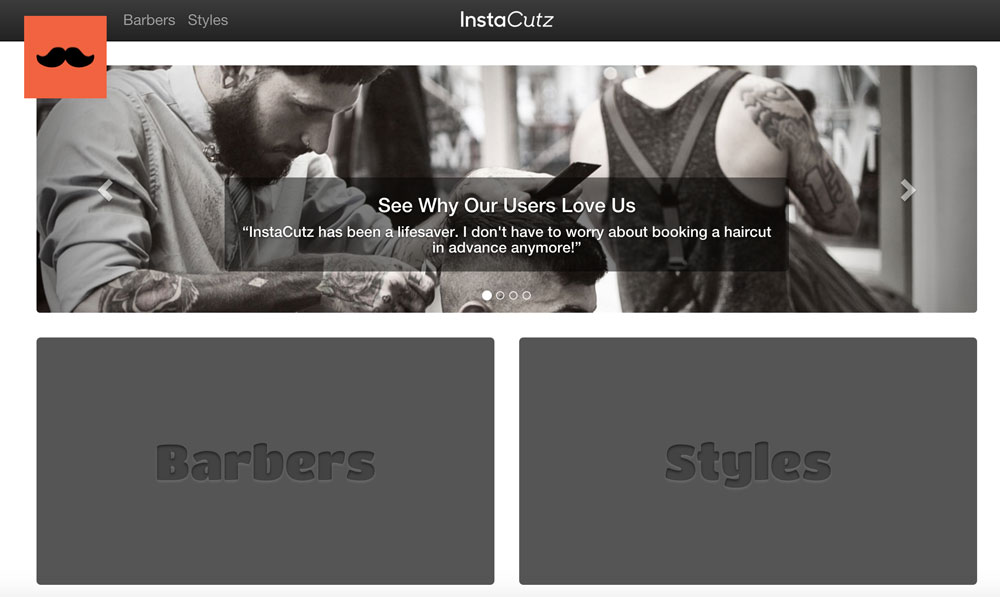 Barbers Styles
InstaCutz
See Why Our Users Love Us
“InstaCutz has been a lifesaver. I don't have to worry about booking a haircut
in advance anymore!”
Barbers
Styles